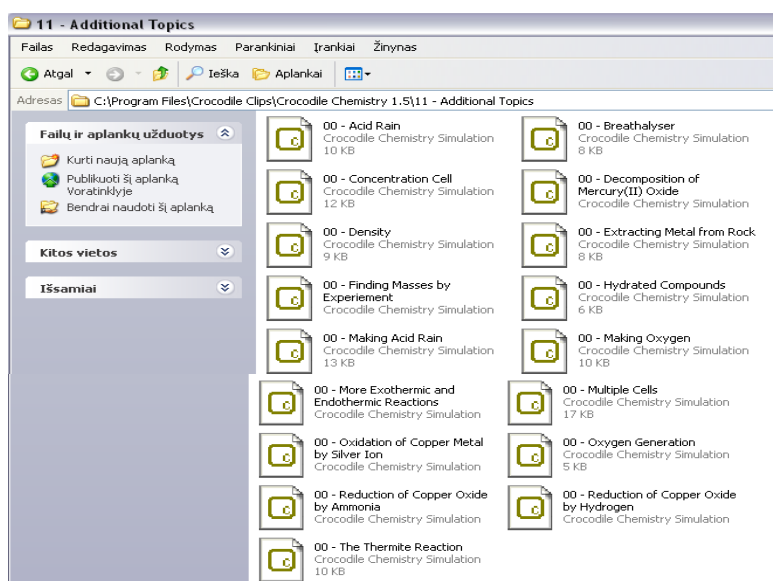 11 - Additional Topics
Failas Redagavimas Rodymas Parankiniai Įrankiai Žinynas
Atgal Ieška Aplankai
Adresas C:\Program Files\Crocodile Clips\Crocodile Chemistry 1.5\11 - Additional Topics
Failų ir aplankų užduotys
Kurti naują aplanką
Publikuoti šį aplanką
Voratinklyje
Bendrai naudoti šį aplanką
Kitos vietos
Išsamiai
00 - Acid Rain
Crocodile Chemistry Simulation
10 KB
00 - Breathalyser
Crocodile Chemistry Simulation
8 KB
00 - Concentration Cell
Crocodile Chemistry Simulation
12 KB
00 - Decomposition of
Mercury(II) Oxide
Crocodile Chemistry Simulation
00 - Density
Crocodile Chemistry Simulation
9 KB
00 - Extracting Metal from Rock
Crocodile Chemistry Simulation
8 KB
00 - Finding Masses by
Experiement
Crocodile Chemistry Simulation
00 - Hydrated Compounds
Crocodile Chemistry Simulation
6 KB
00 - Making Acid Rain
Crocodile Chemistry Simulation
13 KB
00 - Making Oxygen
Crocodile Chemistry Simulation
10 KB
00 - More Exothermic and
Endothermic Reactions
Crocodile Chemistry Simulation
00 - Multiple Cells
Crocodile Chemistry Simulation
17 KB
00 - Oxidation of Copper Metal
by Silver Ion
Crocodile Chemistry Simulation
00 - Oxygen Generation
Crocodile Chemistry Simulation
5 KB
00 - Reduction of Copper Oxide
by Ammonia
Crocodile Chemistry Simulation
00 - Reduction of Copper Oxide
by Hydrogen
Crocodile Chemistry Simulation
00 - The Thermite Reaction
Crocodile Chemistry Simulation
10 KB